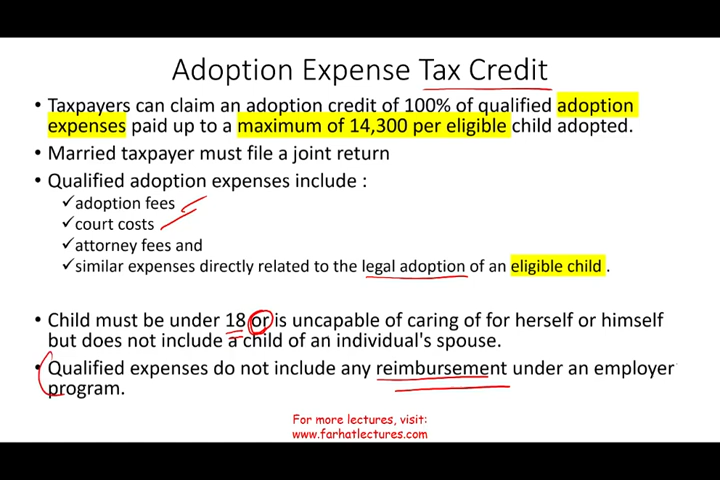 Adoption Expense Tax Credit
• Taxpayers can claim an adoption credit of 100% of qualified adoption
expenses paid up to a maximum of 14,300 per eligible child adopted.
• Married taxpayer must file a joint return
• Qualified adoption expenses include :
✓adoption fees
✓court costs
✓attorney fees and
✓similar expenses directly related to the legal adoption of an eligible child .
• Child must be under 18 or is uncapable of caring of for herself or himself
but does not include a child of an individual's spouse.
• Qualified expenses do not include any reimbursement under an employer
program.
For more lectures, visit:
www.farhatlectures.com